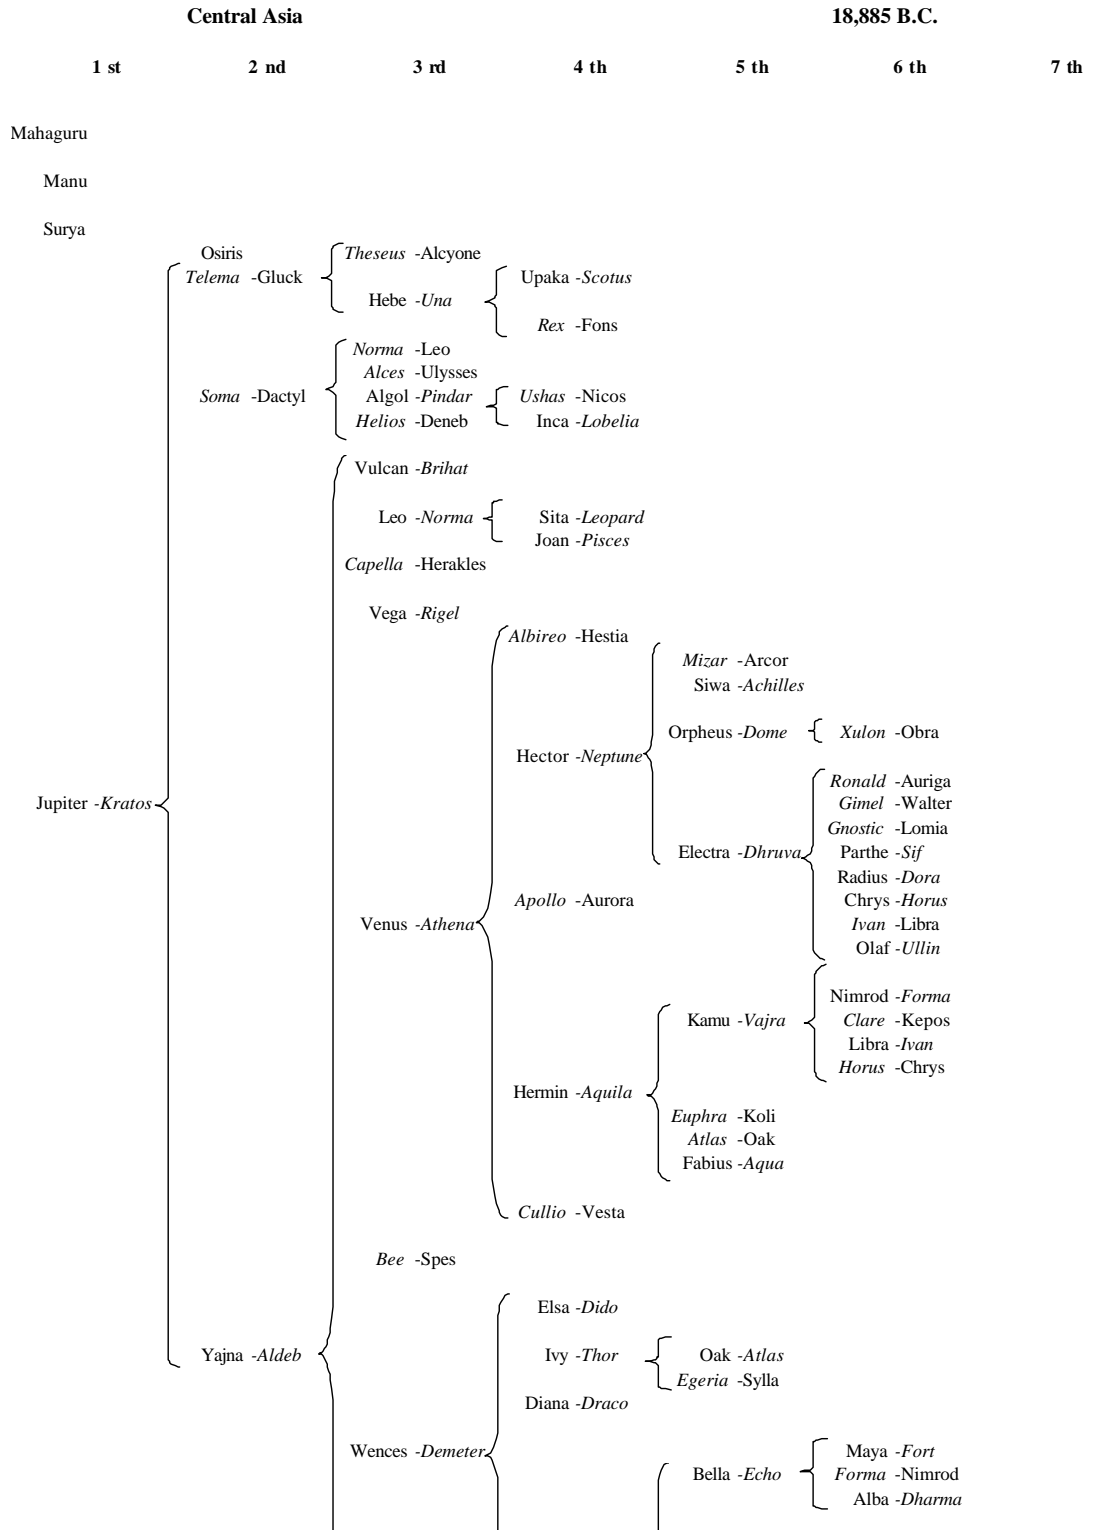 Central Asia 18,885 B.C.
1 st 2 nd 3 rd 4 th 5 th 6 th 7 th
Mahaguru
Manu
Surya
Osiris Theseus -Alcyone
Telema -Gluck Upaka -Scotus
Hebe -Una
Rex -Fons
Norma -Leo
Alces -Ulysses
Soma -Dactyl Algol -Pindar Ushas -Nicos
Helios -Deneb Inca -Lobelia
Vulcan -Brihat
Leo -Norma Sita -Leopard
Joan -Pisces
Capella -Herakles
Vega -Rigel
Albireo -Hestia
Mizar -Arcor
Siwa -Achilles
Orpheus -Dome Xulon -Obra
Hector -Neptune
Ronald -Auriga
Jupiter -Kratos Gimel -Walter
Gnostic -Lomia
Electra -Dhruva Parthe -Sif
Radius -Dora
Apollo -Aurora Chrys -Horus
Venus -Athena Ivan -Libra
Olaf -Ullin
Nimrod -Forma
Kamu -Vajra Clare -Kepos
Libra -Ivan
Horus -Chrys
Hermin -Aquila
Euphra -Koli
Atlas -Oak
Fabius -Aqua
Cullio -Vesta
Bee -Spes
Elsa -Dido
Yajna -Aldeb Ivy -Thor Oak -Atlas
Egeria -Sylla
Diana -Draco
Wences -Demeter Maya -Fort
Bella -Echo Forma -Nimrod
Alba -Dharma